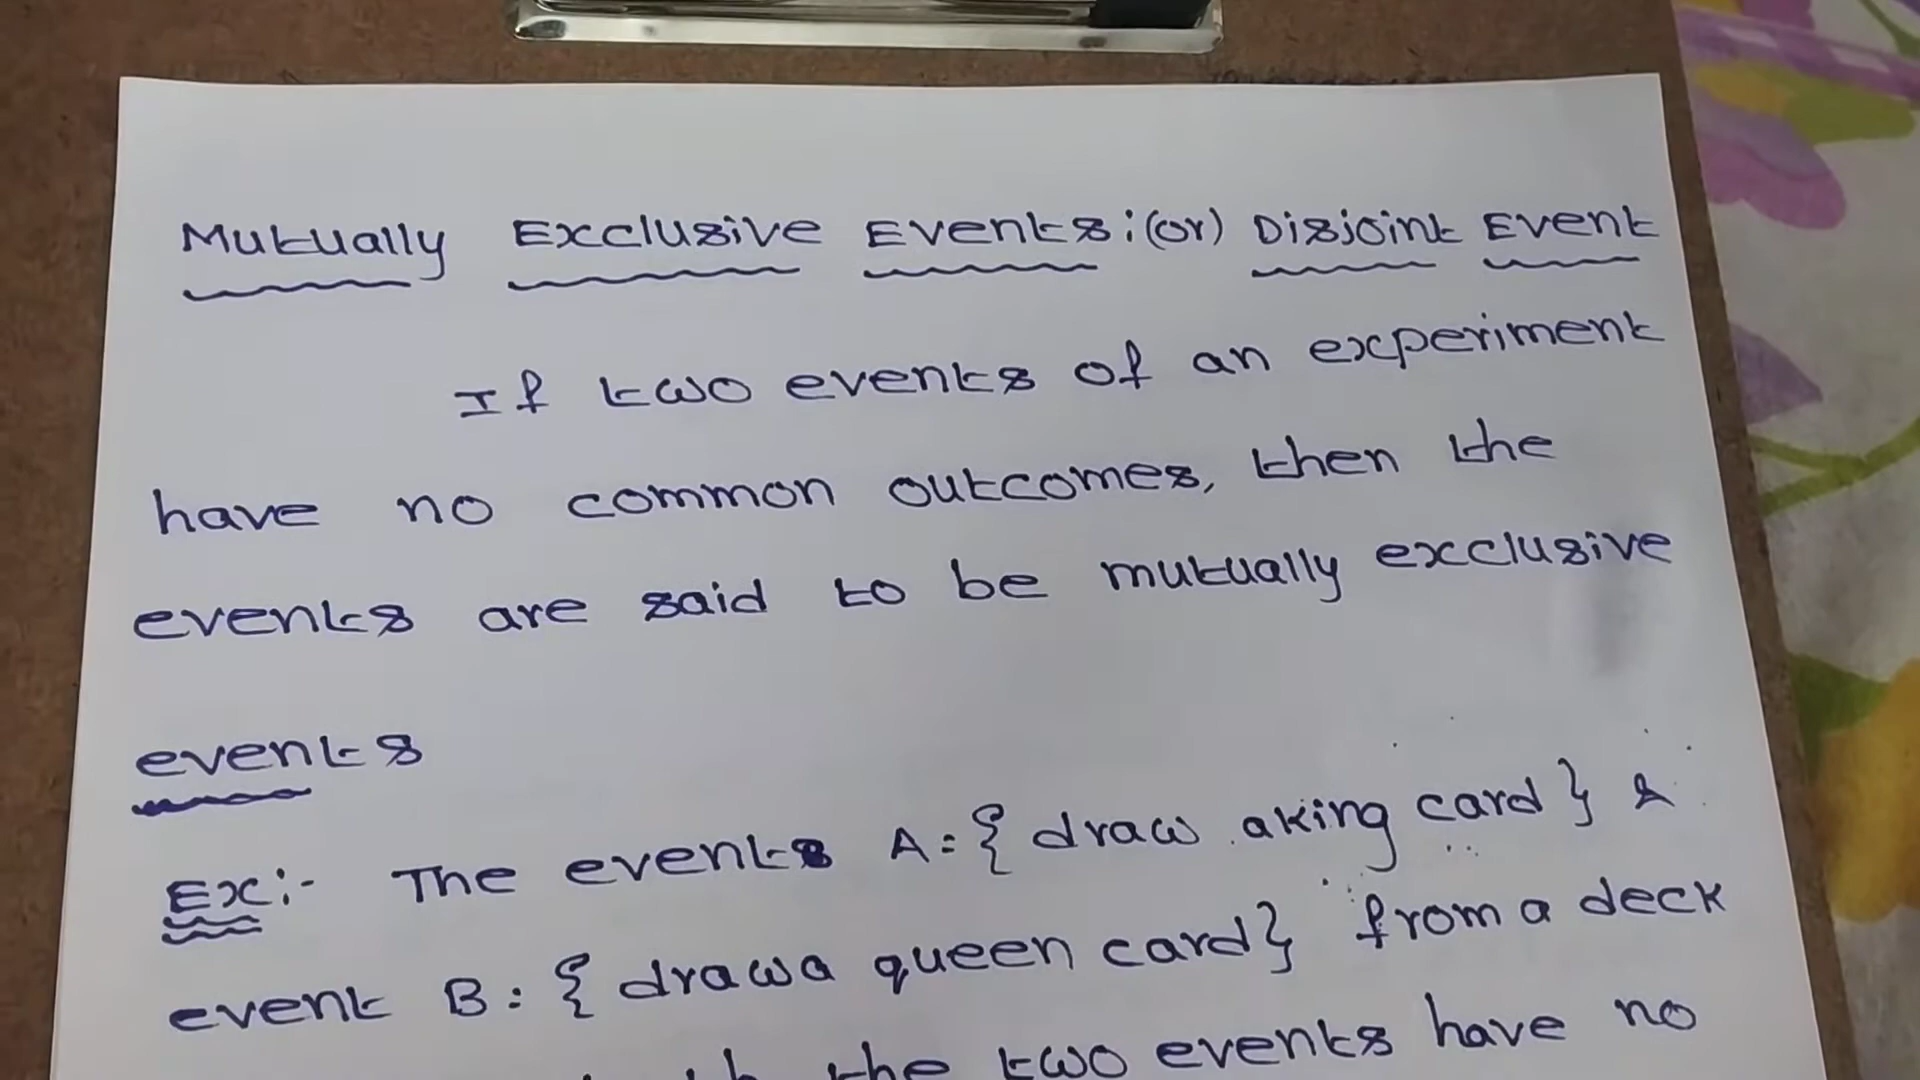 Mutually Exclusive Events: (or) Disjoint Event
If two events of an experiment
have no common outcomes, then the
events are said to be mutually exclusive
events
Ex:- The events A = { draw aking card } &
event B = { drawa queen card} from a deck
the two events have no